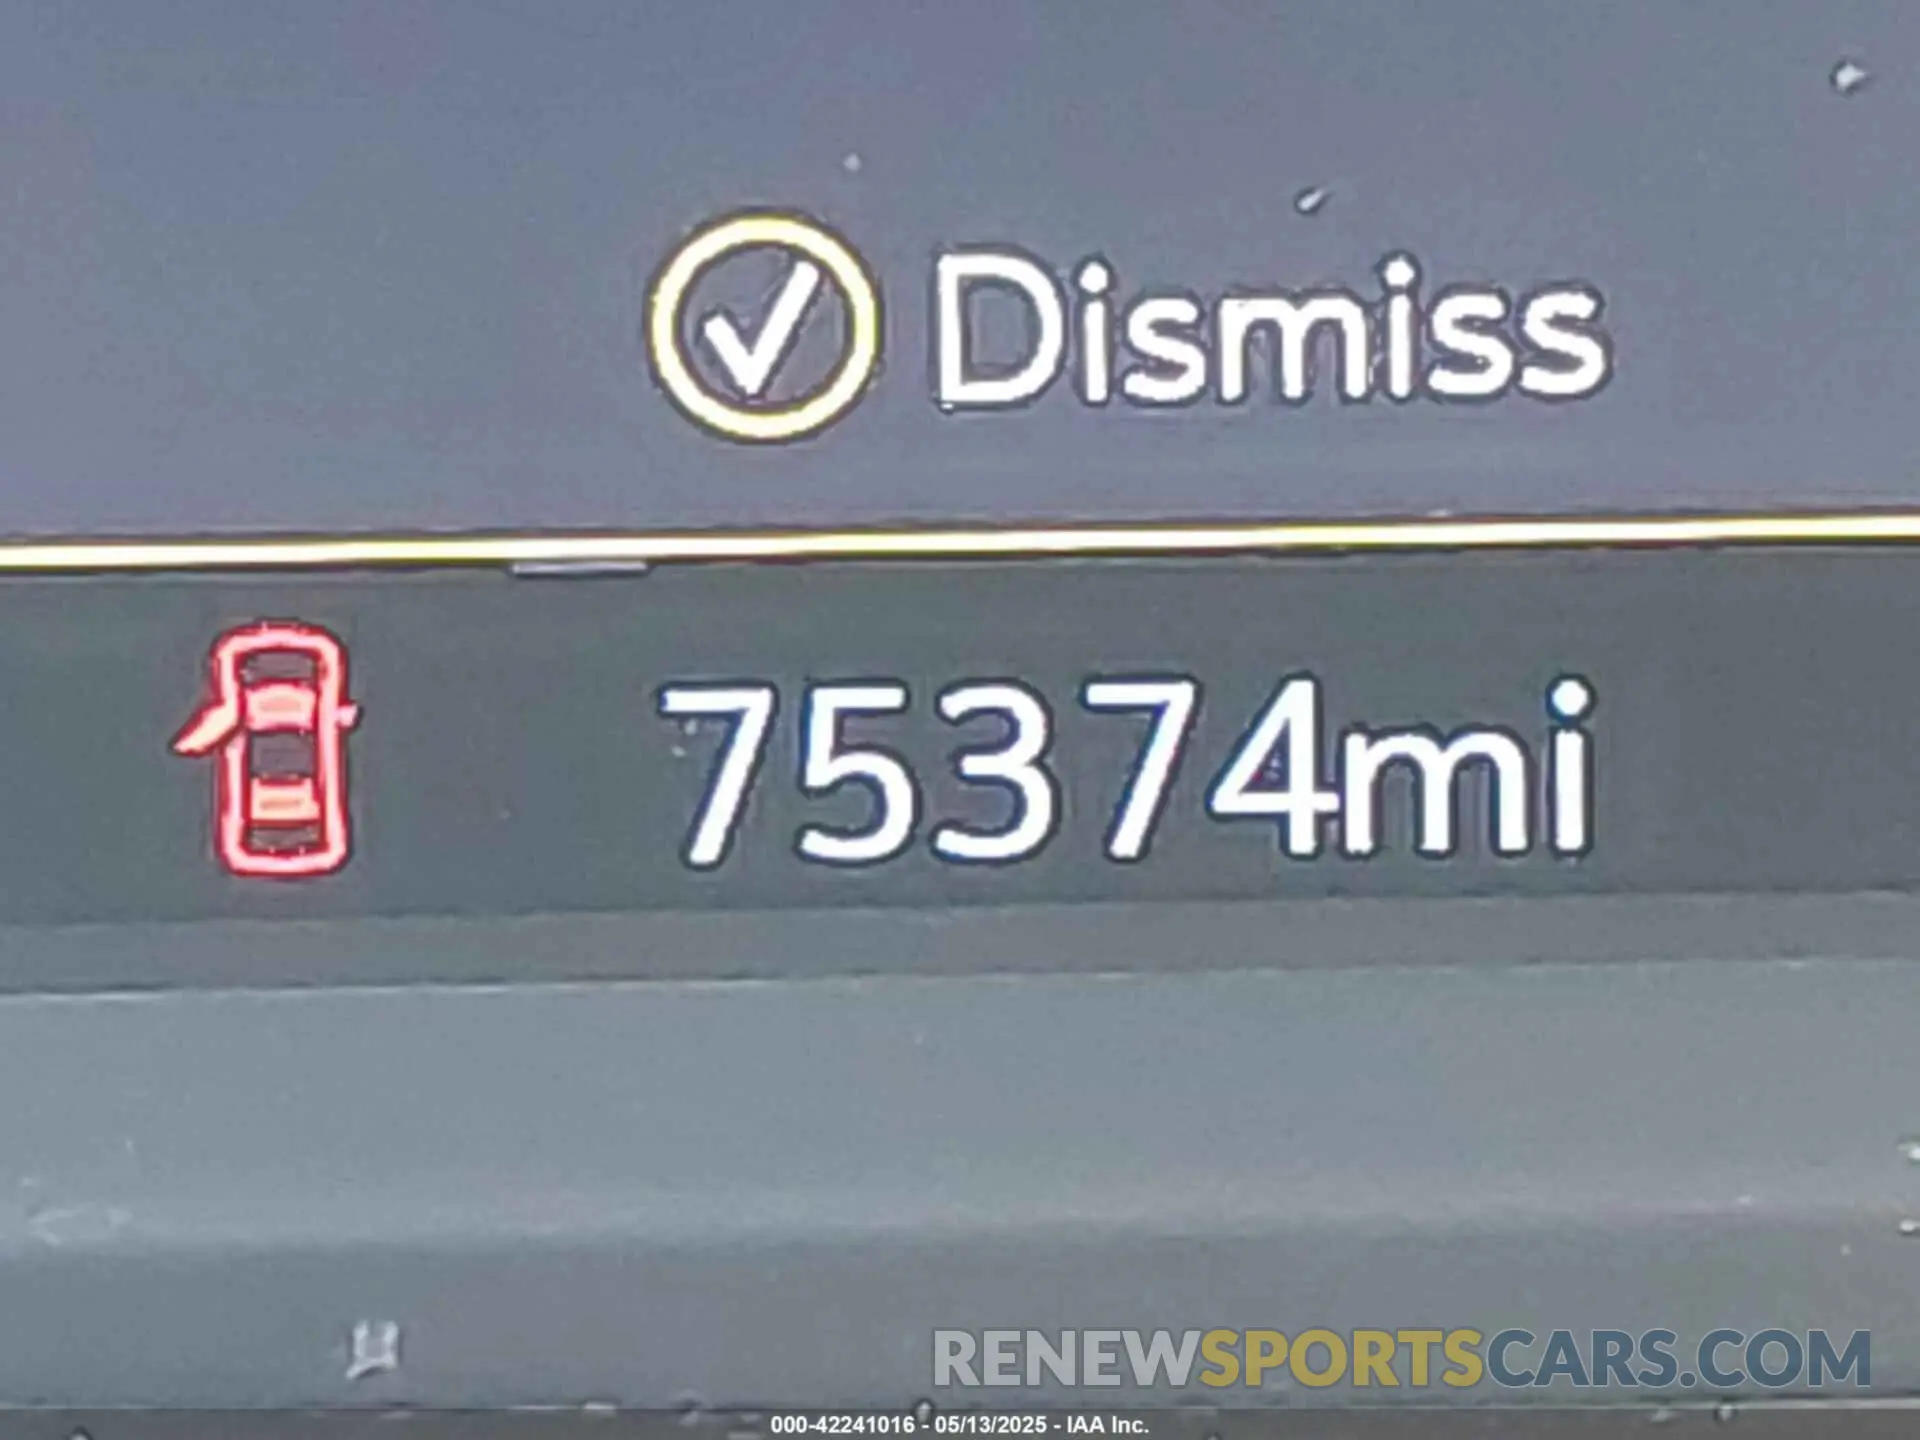 Dismiss
75374mi
RENEWSPORTSCARS.COM
000-42241016 - 05/13/2025 - IAA Inc.